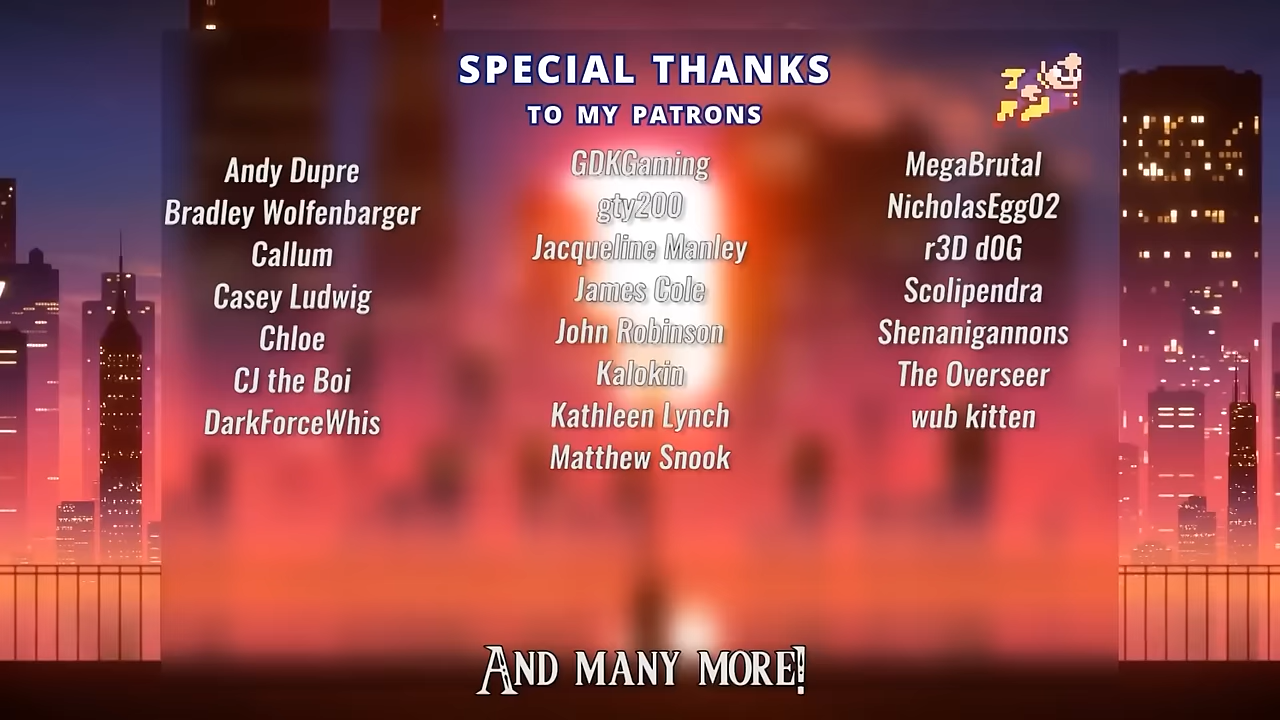 SPECIAL THANKS
TO MY PATRONS
Andy Dupre
Bradley Wolfenbarger
Callum
Casey Ludwig
Chloe
CJ the Boi
DarkForceWhis
GDKGaming
gty200
Jacqueline Manley
James Cole
John Robinson
Kalokin
Kathleen Lynch
Matthew Snook
MegaBrutal
NicholasEgg02
r3D d0G
Scolipendra
Shenanigannons
The Overseer
wub kitten
AND MANY MORE!